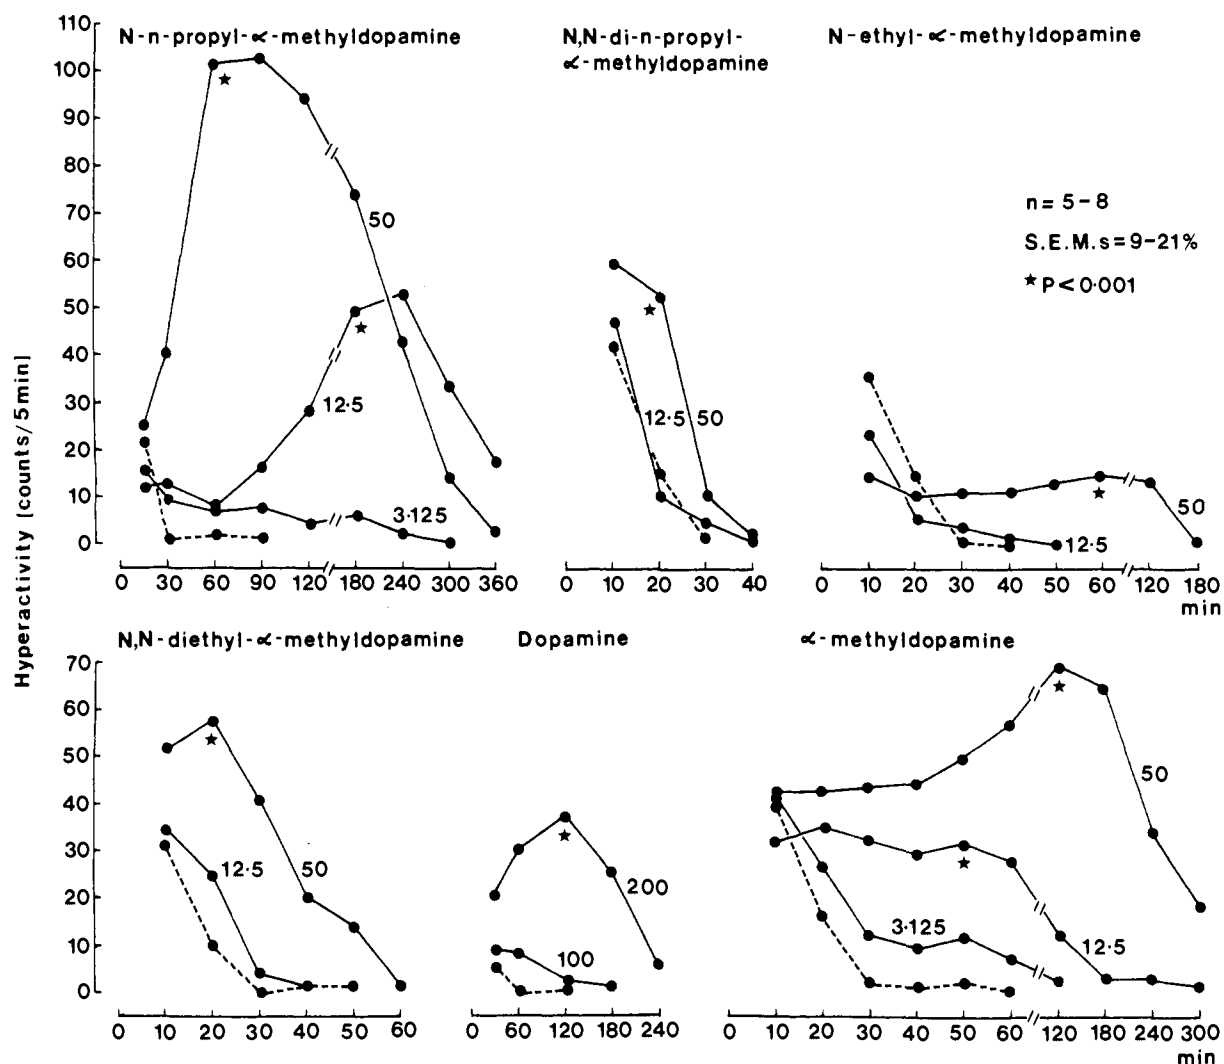 N-n-propyl-∝-methyldopamine
N,N-di-n-propyl-
∝-methyldopamine
N-ethyl-∝-methyldopamine
Hyperactivity [counts/5min]
110
100
90
80
70
60
50
40
30
20
10
0
50
12·5
3·125
0 30 60 90 120 180 240 300 360
12·5
50
0 10 20 30 40
n= 5-8
S.E.M.s=9-21%
★ P<0·001
50
12·5
0 10 20 30 40 50 60 120 180
min
N,N-diethyl-∝-methyldopamine
Dopamine
∝-methyldopamine
70
60
50
40
30
20
10
0
12·5
50
0 10 20 30 40 50 60
200
100
0 60 120 180 240
50
3·125
12·5
0 10 20 30 40 50 60 120 180 240 300
min